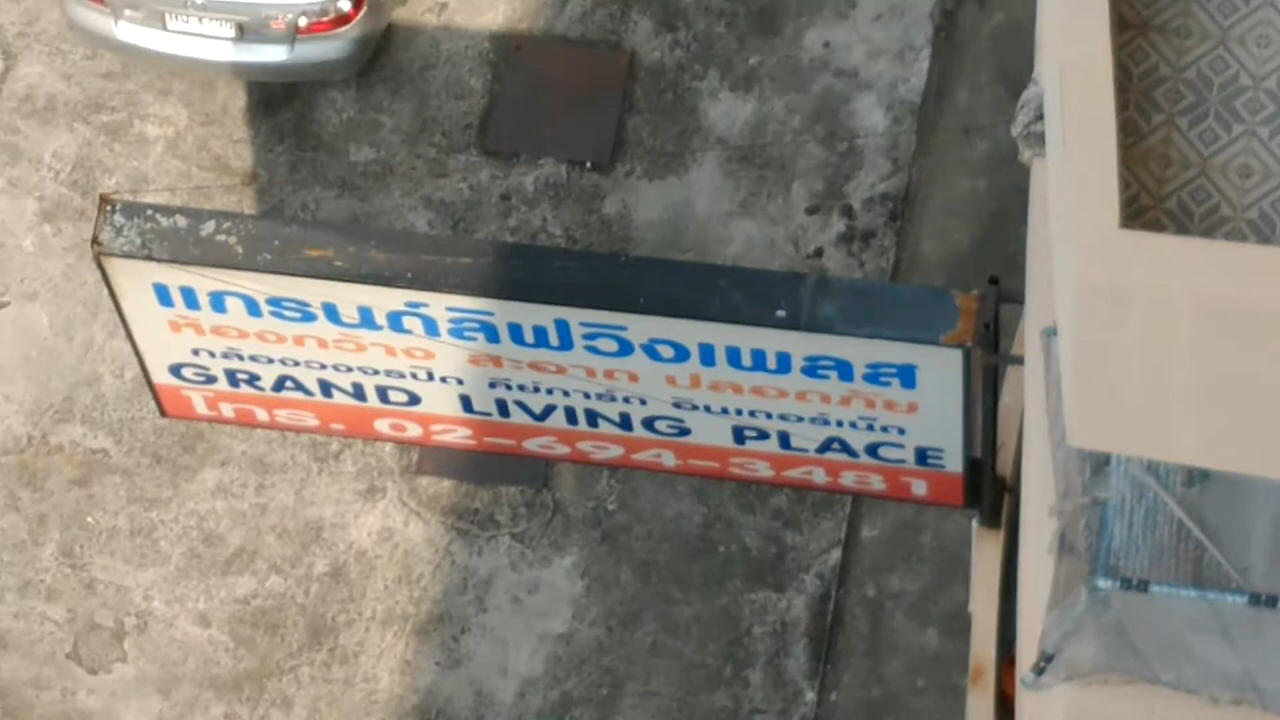 แกรนด์ลิฟวิ่งเพลส
ห้องกว้าง สะอาด ปลอดภัย
กล้องวงจรปิด คีย์การ์ด อินเตอร์เน็ต
GRAND LIVING PLACE
โทร. 02-694-3481